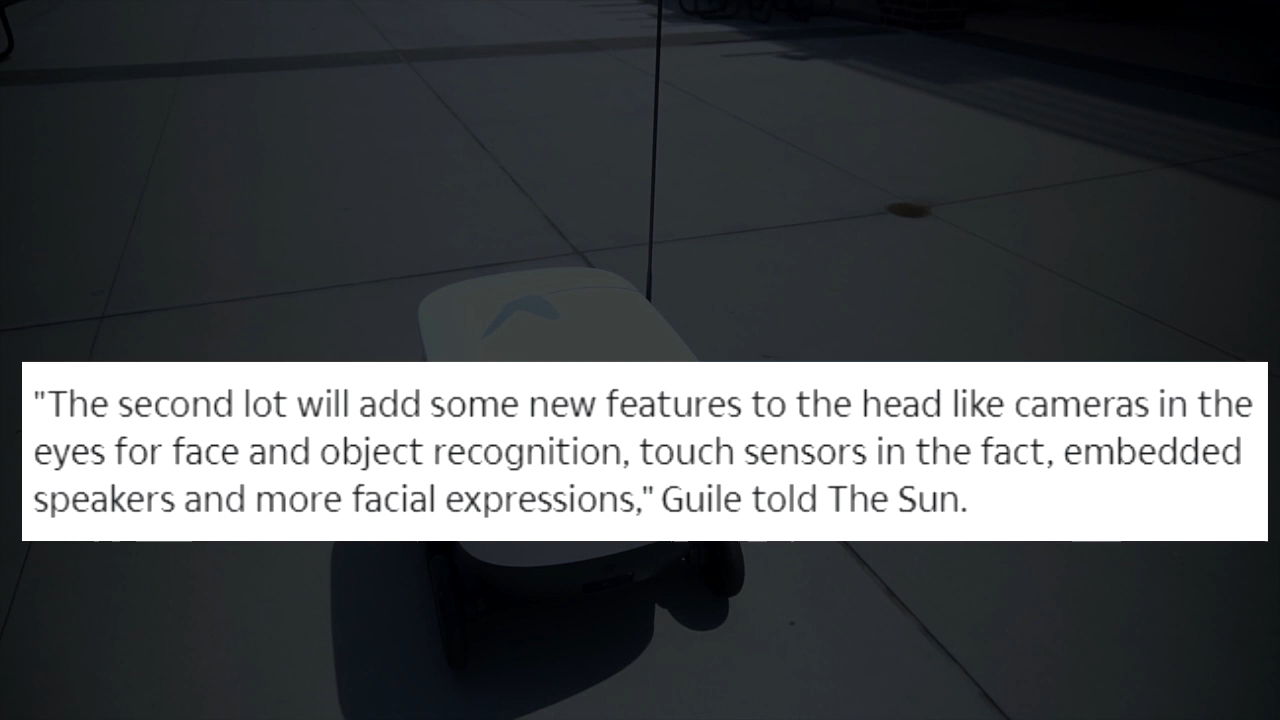 "The second lot will add some new features to the head like cameras in the
eyes for face and object recognition, touch sensors in the fact, embedded
speakers and more facial expressions," Guile told The Sun.